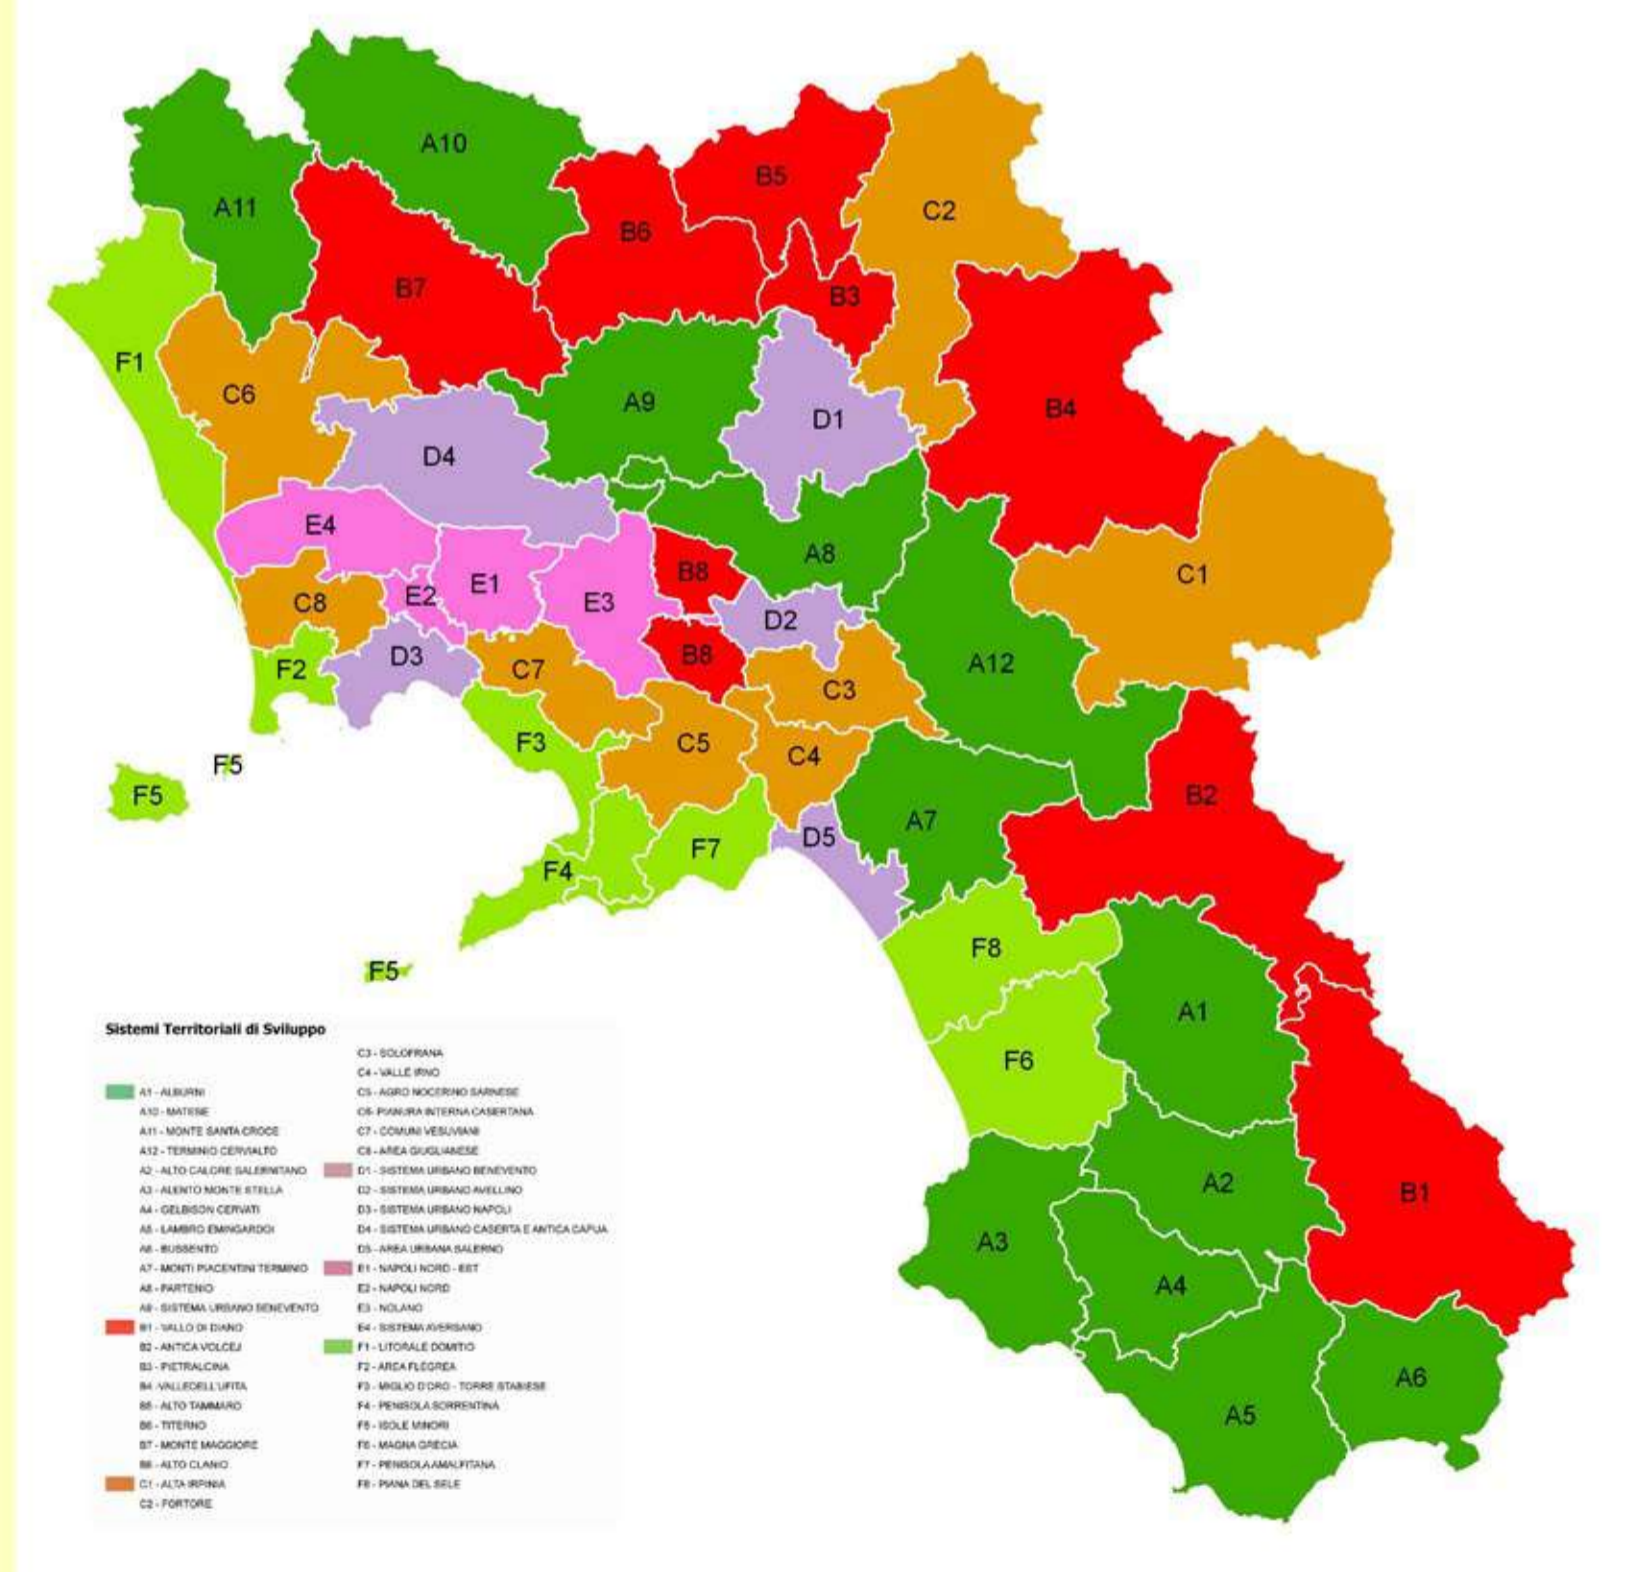 A10
A11
B5
C2
B6
B7
B3
F1
C6
A9
B4
D1
D4
E4
A8
B8
C1
E1
E2
E3
C8
D2
B8
D3
F2
C7
A12
C3
F3
C5
C4
F5
F5
B2
A7
D5
F7
F4
F8
F5
A1
F6
A2
B1
A3
A4
A6
A5
Sistemi Territoriali di Sviluppo
A1 - ALBURNI
A10 - MATESE
A11 - MONTE SANTA CROCE
A12 - TERMINIO CERVIALTO
A2 - ALTO CALORE SALERNITANO
A3 - ALENTO MONTE STELLA
A4 - GELBISON CERVATI
A5 - LAMBRO EMINGARDOI
A6 - BUSSENTO
A7 - MONTI PIACENTINI TERMINIO
A8 - PARTENIO
A9 - SISTEMA URBANO BENEVENTO
B1 - VALLO DI DIANO
B2 - ANTICA VOLCEJ
B3 - PIETRALCINA
B4 -VALLEDELL'UFITA
B5 - ALTO TAMMARO
B6 - TITERNO
B7 - MONTE MAGGIORE
B8 - ALTO CLANIO
C1 - ALTA IRPINIA
C2 - FORTORE
C3 - SOLOFRANA
C4 - VALLE IRNO
C5 - AGRO NOCERINO SARNESE
C6- PIANURA INTERNA CASERTANA
C7 - COMUNI VESUVIANI
C8 - AREA GIUGLIANESE
D1 - SISTEMA URBANO BENEVENTO
D2 - SISTEMA URBANO AVELLINO
D3 - SISTEMA URBANO NAPOLI
D4 - SISTEMA URBANO CASERTA E ANTICA CAPUA
D5 - AREA URBANA SALERNO
E1 - NAPOLI NORD - EST
E2 - NAPOLI NORD
E3 - NOLANO
E4 - SISTEMA AVERSANO
F1 - LITORALE DOMITIO
F2 - AREA FLEGREA
F3 - MIGLIO D'ORO - TORRE STABIESE
F4 - PENISOLA SORRENTINA
F5 - ISOLE MINORI
F6 - MAGNA GRECIA
F7 - PENISOLA AMALFITANA
F8 - PIANA DEL SELE